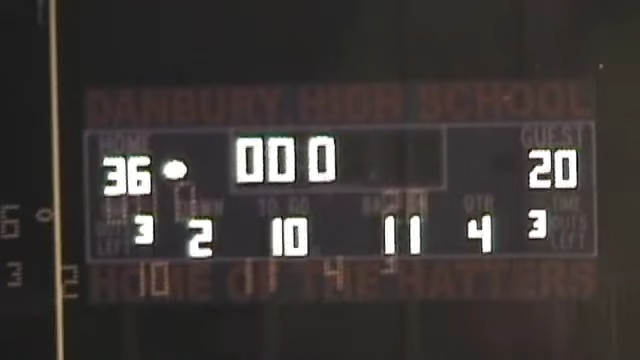 DANBURY HIGH SCHOOL
HOME GUEST
36 00 0 20
DOWN TO GO BALL ON QTR TIME OUTS LEFT
3 2 10 11 4 3
HOME OF THE HATTERS